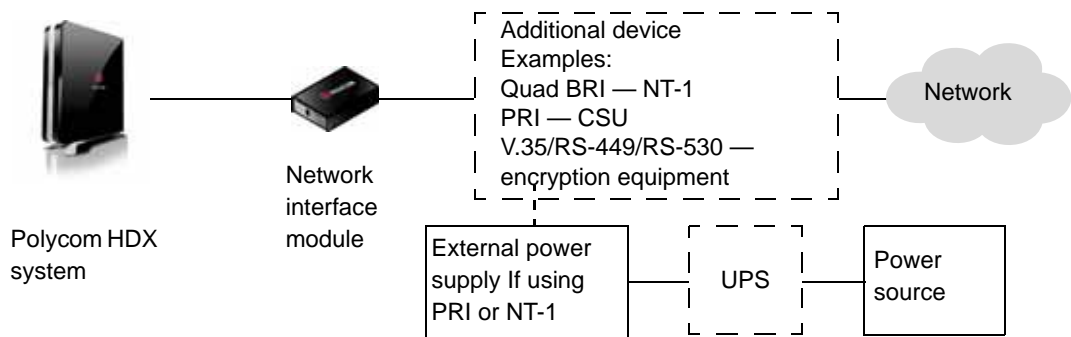 Additional device
Examples:
Quad BRI — NT-1
PRI — CSU
V.35/RS-449/RS-530 —
encryption equipment
Network
Network
interface
module
Polycom HDX
system
External power
supply If using
PRI or NT-1
UPS
Power
source